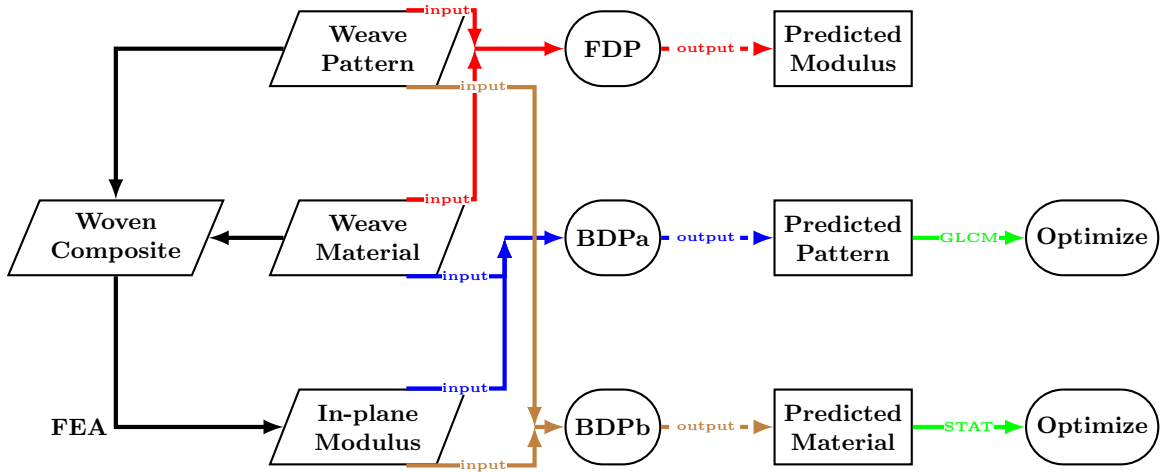 input
Weave
Pattern
FDP
output
Predicted
Modulus
input
input
Woven
Composite
Weave
Material
BDPa
output
Predicted
Pattern
GLCM
Optimize
input
input
FEA
In-plane
Modulus
BDPb
output
Predicted
Material
STAT
Optimize
input